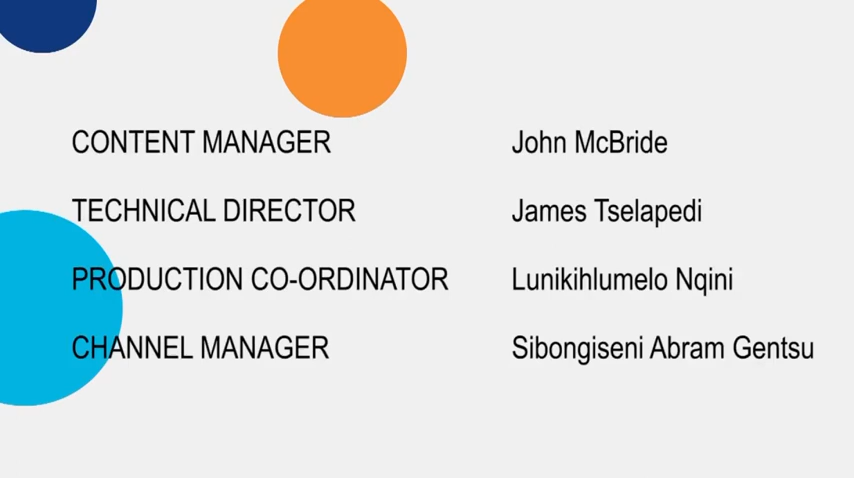 CONTENT MANAGER John McBride
TECHNICAL DIRECTOR James Tselapedi
PRODUCTION CO-ORDINATOR Lunikihlumelo Nqini
CHANNEL MANAGER Sibongiseni Abram Gentsu